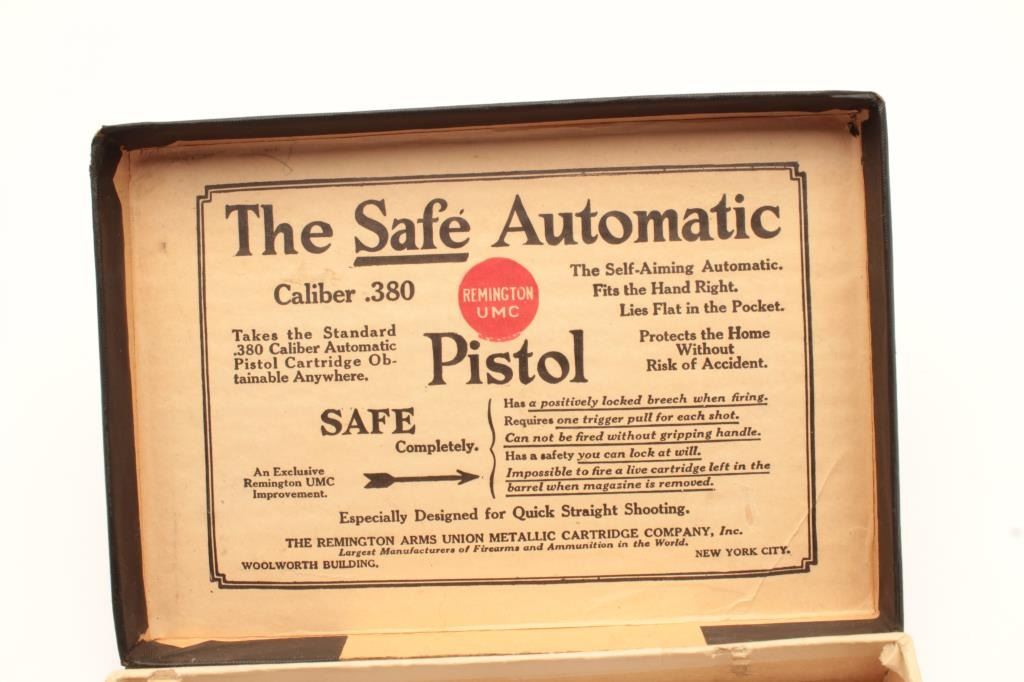 The Safe Automatic
Caliber .380
REMINGTON
UMC
The Self-Aiming Automatic.
Fits the Hand Right.
Lies Flat in the Pocket.
Takes the Standard
.380 Caliber Automatic
Pistol Cartridge Ob-
tainable Anywhere.
Pistol
Protects the Home
Without
Risk of Accident.
SAFE
Completely.
An Exclusive
Remington UMC
Improvement.
Has a positively locked breech when firing.
Requires one trigger pull for each shot.
Can not be fired without gripping handle.
Has a safety you can lock at will.
Impossible to fire a live cartridge left in the
barrel when magazine is removed.
Especially Designed for Quick Straight Shooting.
THE REMINGTON ARMS UNION METALLIC CARTRIDGE COMPANY, Inc.
Largest Manufacturers of Firearms and Ammunition in the World.
WOOLWORTH BUILDING. NEW YORK CITY.